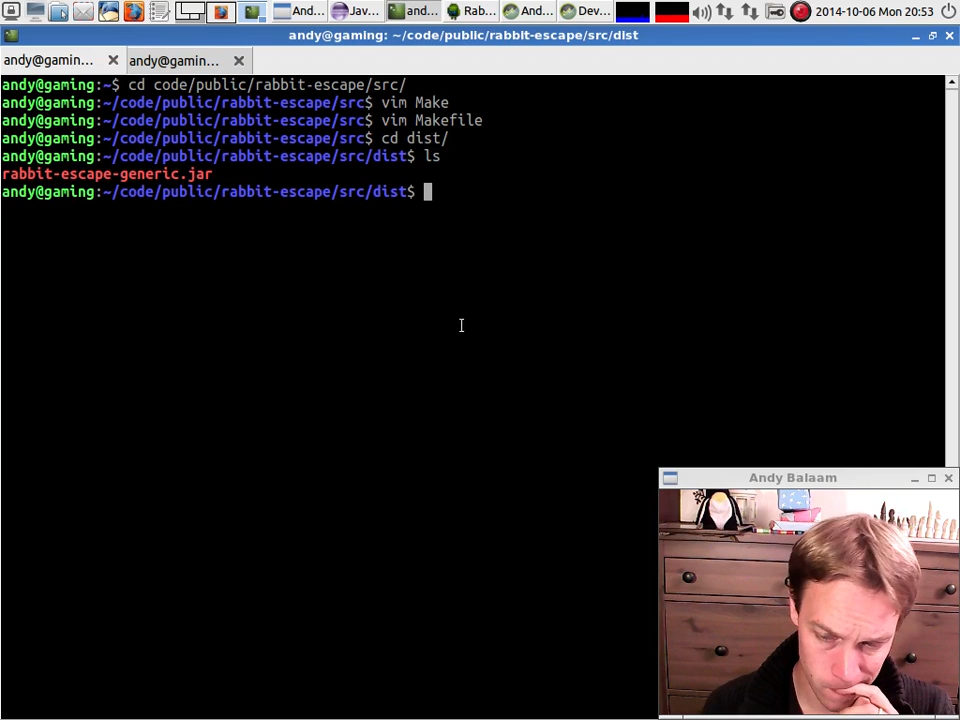 And...
Jav...
and...
Rab...
And...
Dev...
2014-10-06 Mon 20:53
andy@gaming: ~/code/public/rabbit-escape/src/dist
andy@gamin...
andy@gamin...
andy@gaming:~$ cd code/public/rabbit-escape/src/
andy@gaming:~/code/public/rabbit-escape/src$ vim Make
andy@gaming:~/code/public/rabbit-escape/src$ vim Makefile
andy@gaming:~/code/public/rabbit-escape/src$ cd dist/
andy@gaming:~/code/public/rabbit-escape/src/dist$ ls
rabbit-escape-generic.jar
andy@gaming:~/code/public/rabbit-escape/src/dist$
Andy Balaam